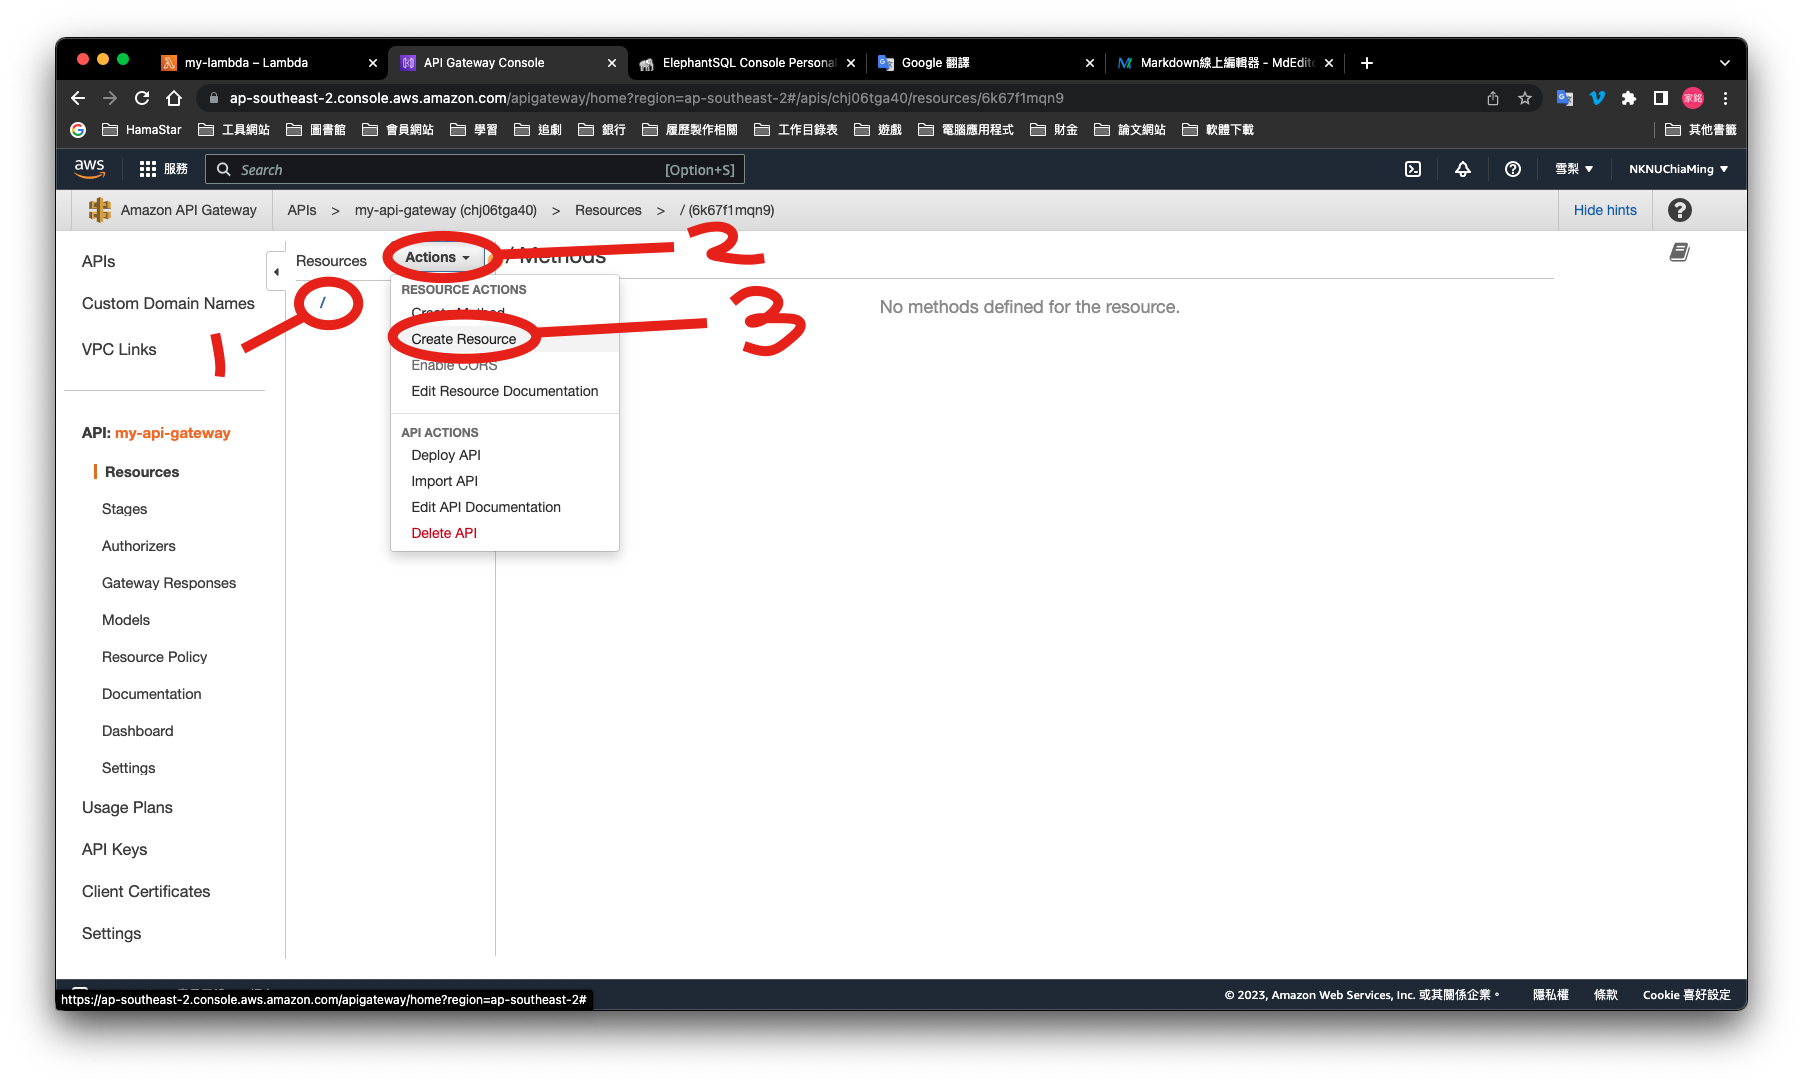 my-lambda – Lambda
API Gateway Console
ElephantSQL Console Personal
Google 翻譯
Markdown線上編輯器 - MdEdito
ap-southeast-2.console.aws.amazon.com/apigateway/home?region=ap-southeast-2#/apis/chj06tga40/resources/6k67f1mqn9
家銘
HamaStar
工具網站
圖書館
會員網站
學習
追劇
銀行
履歷製作相關
工作目錄表
遊戲
電腦應用程式
財金
論文網站
軟體下載
其他書籤
aws
服務
Search
[Option+S]
雪梨
NKNUChiaMing
Amazon API Gateway
APIs > my-api-gateway (chj06tga40) > Resources > / (6k67f1mqn9)
Hide hints
APIs
Custom Domain Names
VPC Links
API: my-api-gateway
Resources
Stages
Authorizers
Gateway Responses
Models
Resource Policy
Documentation
Dashboard
Settings
Usage Plans
API Keys
Client Certificates
Settings
Resources
/
1
Actions
2
/ Methods
RESOURCE ACTIONS
Create Method
Create Resource
3
Enable CORS
Edit Resource Documentation
API ACTIONS
Deploy API
Import API
Edit API Documentation
Delete API
No methods defined for the resource.
https://ap-southeast-2.console.aws.amazon.com/apigateway/home?region=ap-southeast-2#
© 2023, Amazon Web Services, Inc. 或其關係企業。
隱私權
條款
Cookie 喜好設定